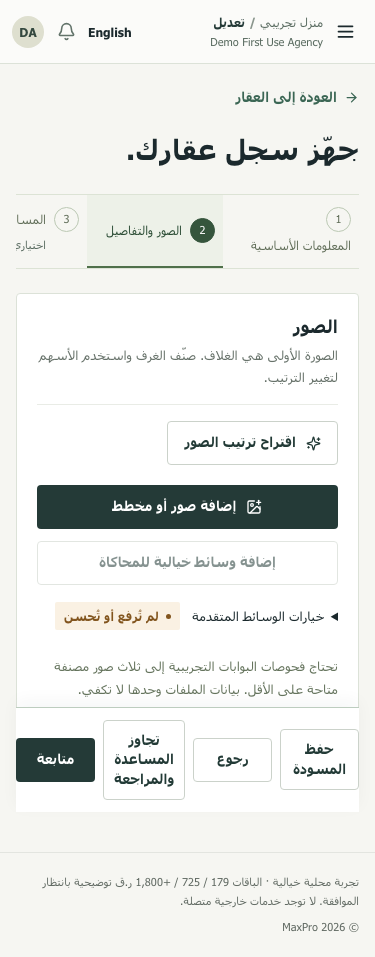 منزل تجريبي / تعديل
Demo First Use Agency
English
DA
العودة إلى العقار
جهّز سجل عقارك.
1
المعلومات الأساسية
2
الصور والتفاصيل
3
المسا
اختياري
الصور
الصورة الأولى هي الغلاف. صنّف الغرف واستخدم الأسهم
لتغيير الترتيب.
اقتراح ترتيب الصور
إضافة صور أو مخطط
إضافة وسائط خيالية للمحاكاة
خيارات الوسائط المتقدمة
لم تُرفع أو تُحسن
تحتاج فحوصات البوابات التجريبية إلى ثلاث صور مصنفة
متاحة على الأقل. بيانات الملفات وحدها لا تكفي.
حفظ
المسودة
رجوع
تجاوز
المساعدة
والمراجعة
متابعة
تجربة محلية خيالية · الباقات 179 / 725 / +1,800 ر.ق توضيحية بانتظار
الموافقة. لا توجد خدمات خارجية متصلة.
© 2026 MaxPro